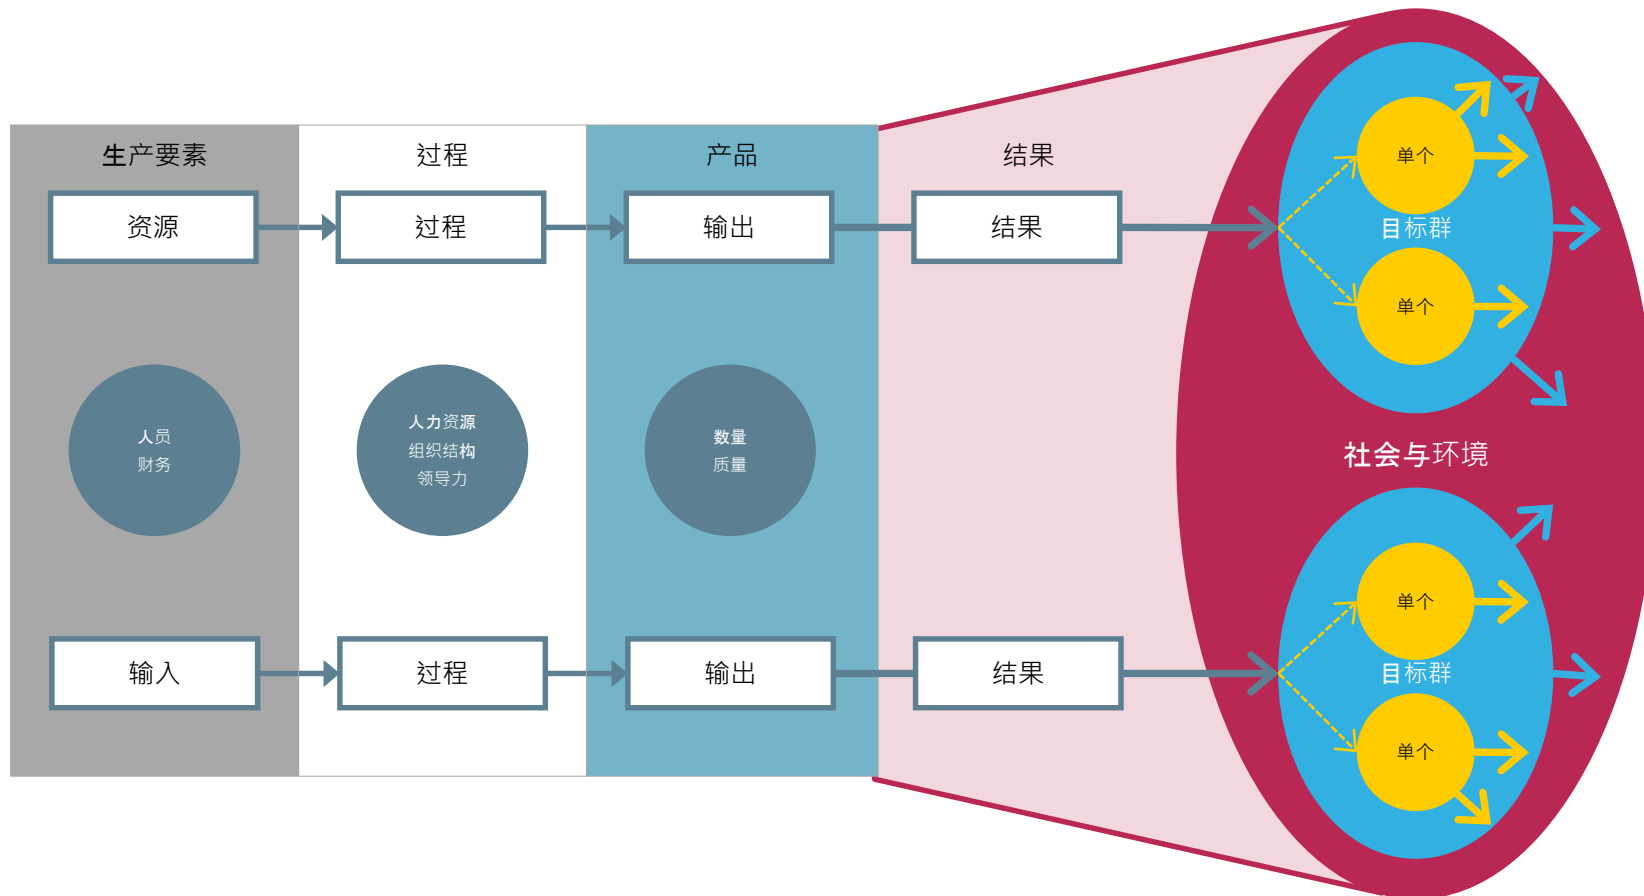 生产要素
过程
产品
结果
资源
过程
输出
结果
单个
目标群
单个
人员
财务
人力资源
组织结构
领导力
数量
质量
社会与环境
输入
过程
输出
结果
单个
目标群
单个